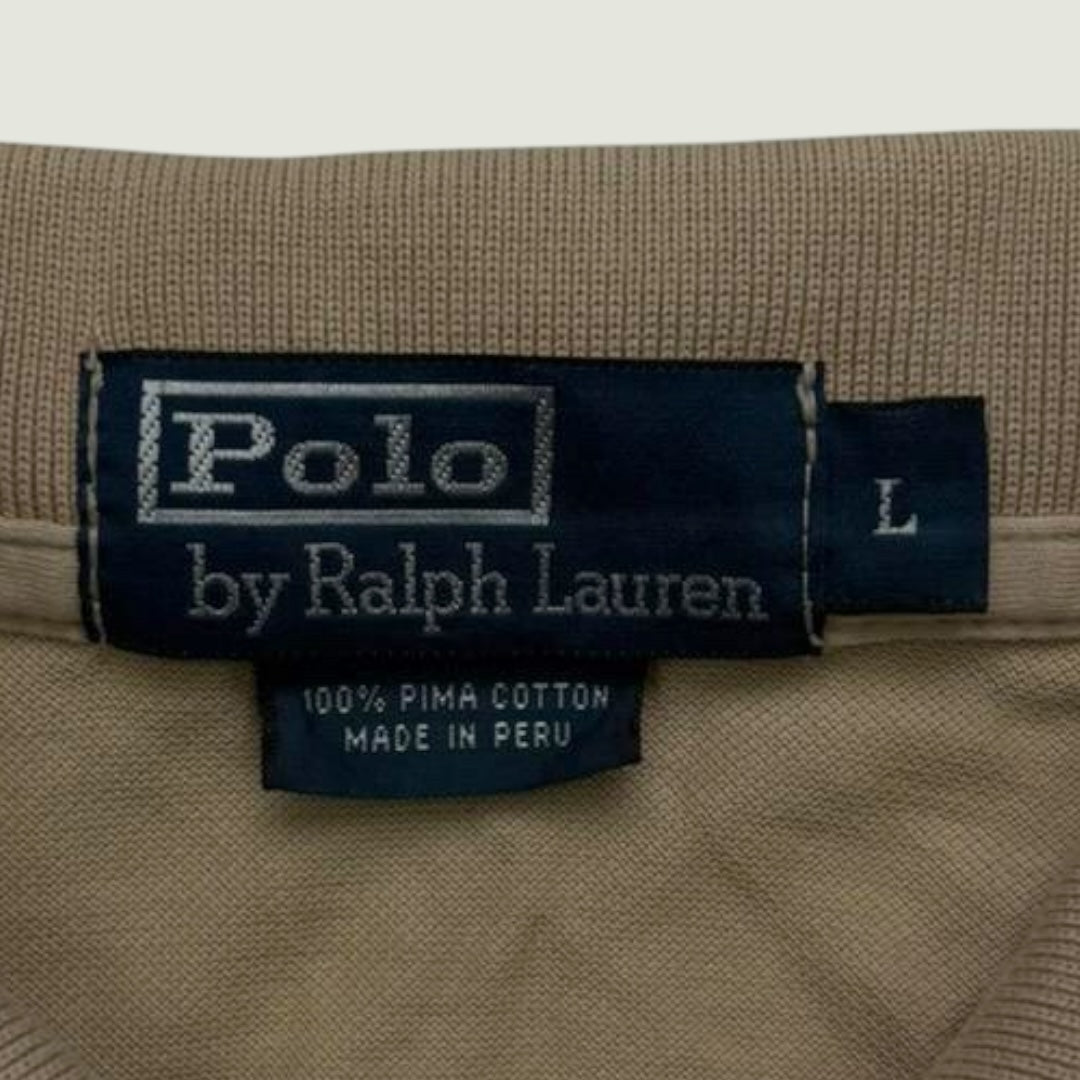 Polo
by Ralph Lauren
L
100% PIMA COTTON
MADE IN PERU